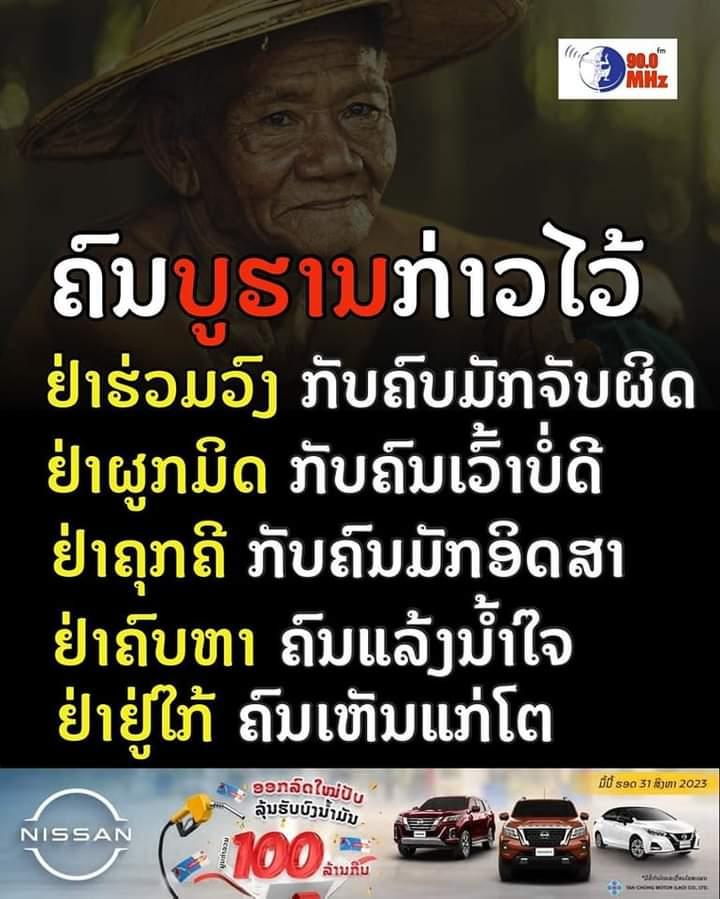 90.0 fm
MHz
ຄົນບູຮານກ່າວໄວ້
ຢ່າຮ່ວມວົງ ກັບຄົບມັກຈັບຜິດ
ຢ່າຜູກມິດ ກັບຄົນເວົ້າບໍ່ດີ
ຢ່າຄຸກຄີ ກັບຄົນມັກອິດສາ
ຢ່າຄົບຫາ ຄົນແລ້ງນ້ຳໃຈ
ຢ່າຢູ່ໃກ້ ຄົນເຫັນແກ່ໂຕ
NISSAN
ອອກລົດໃໝ່ປັບ
ລຸ້ນຮັບບັງນ້ຳມັນ
100
ລ້ານກີບ
ມື້ນີ້ ຮອດ 31 ສິງຫາ 2023
TAN CHONG MOTOR (LAO) CO., LTD.